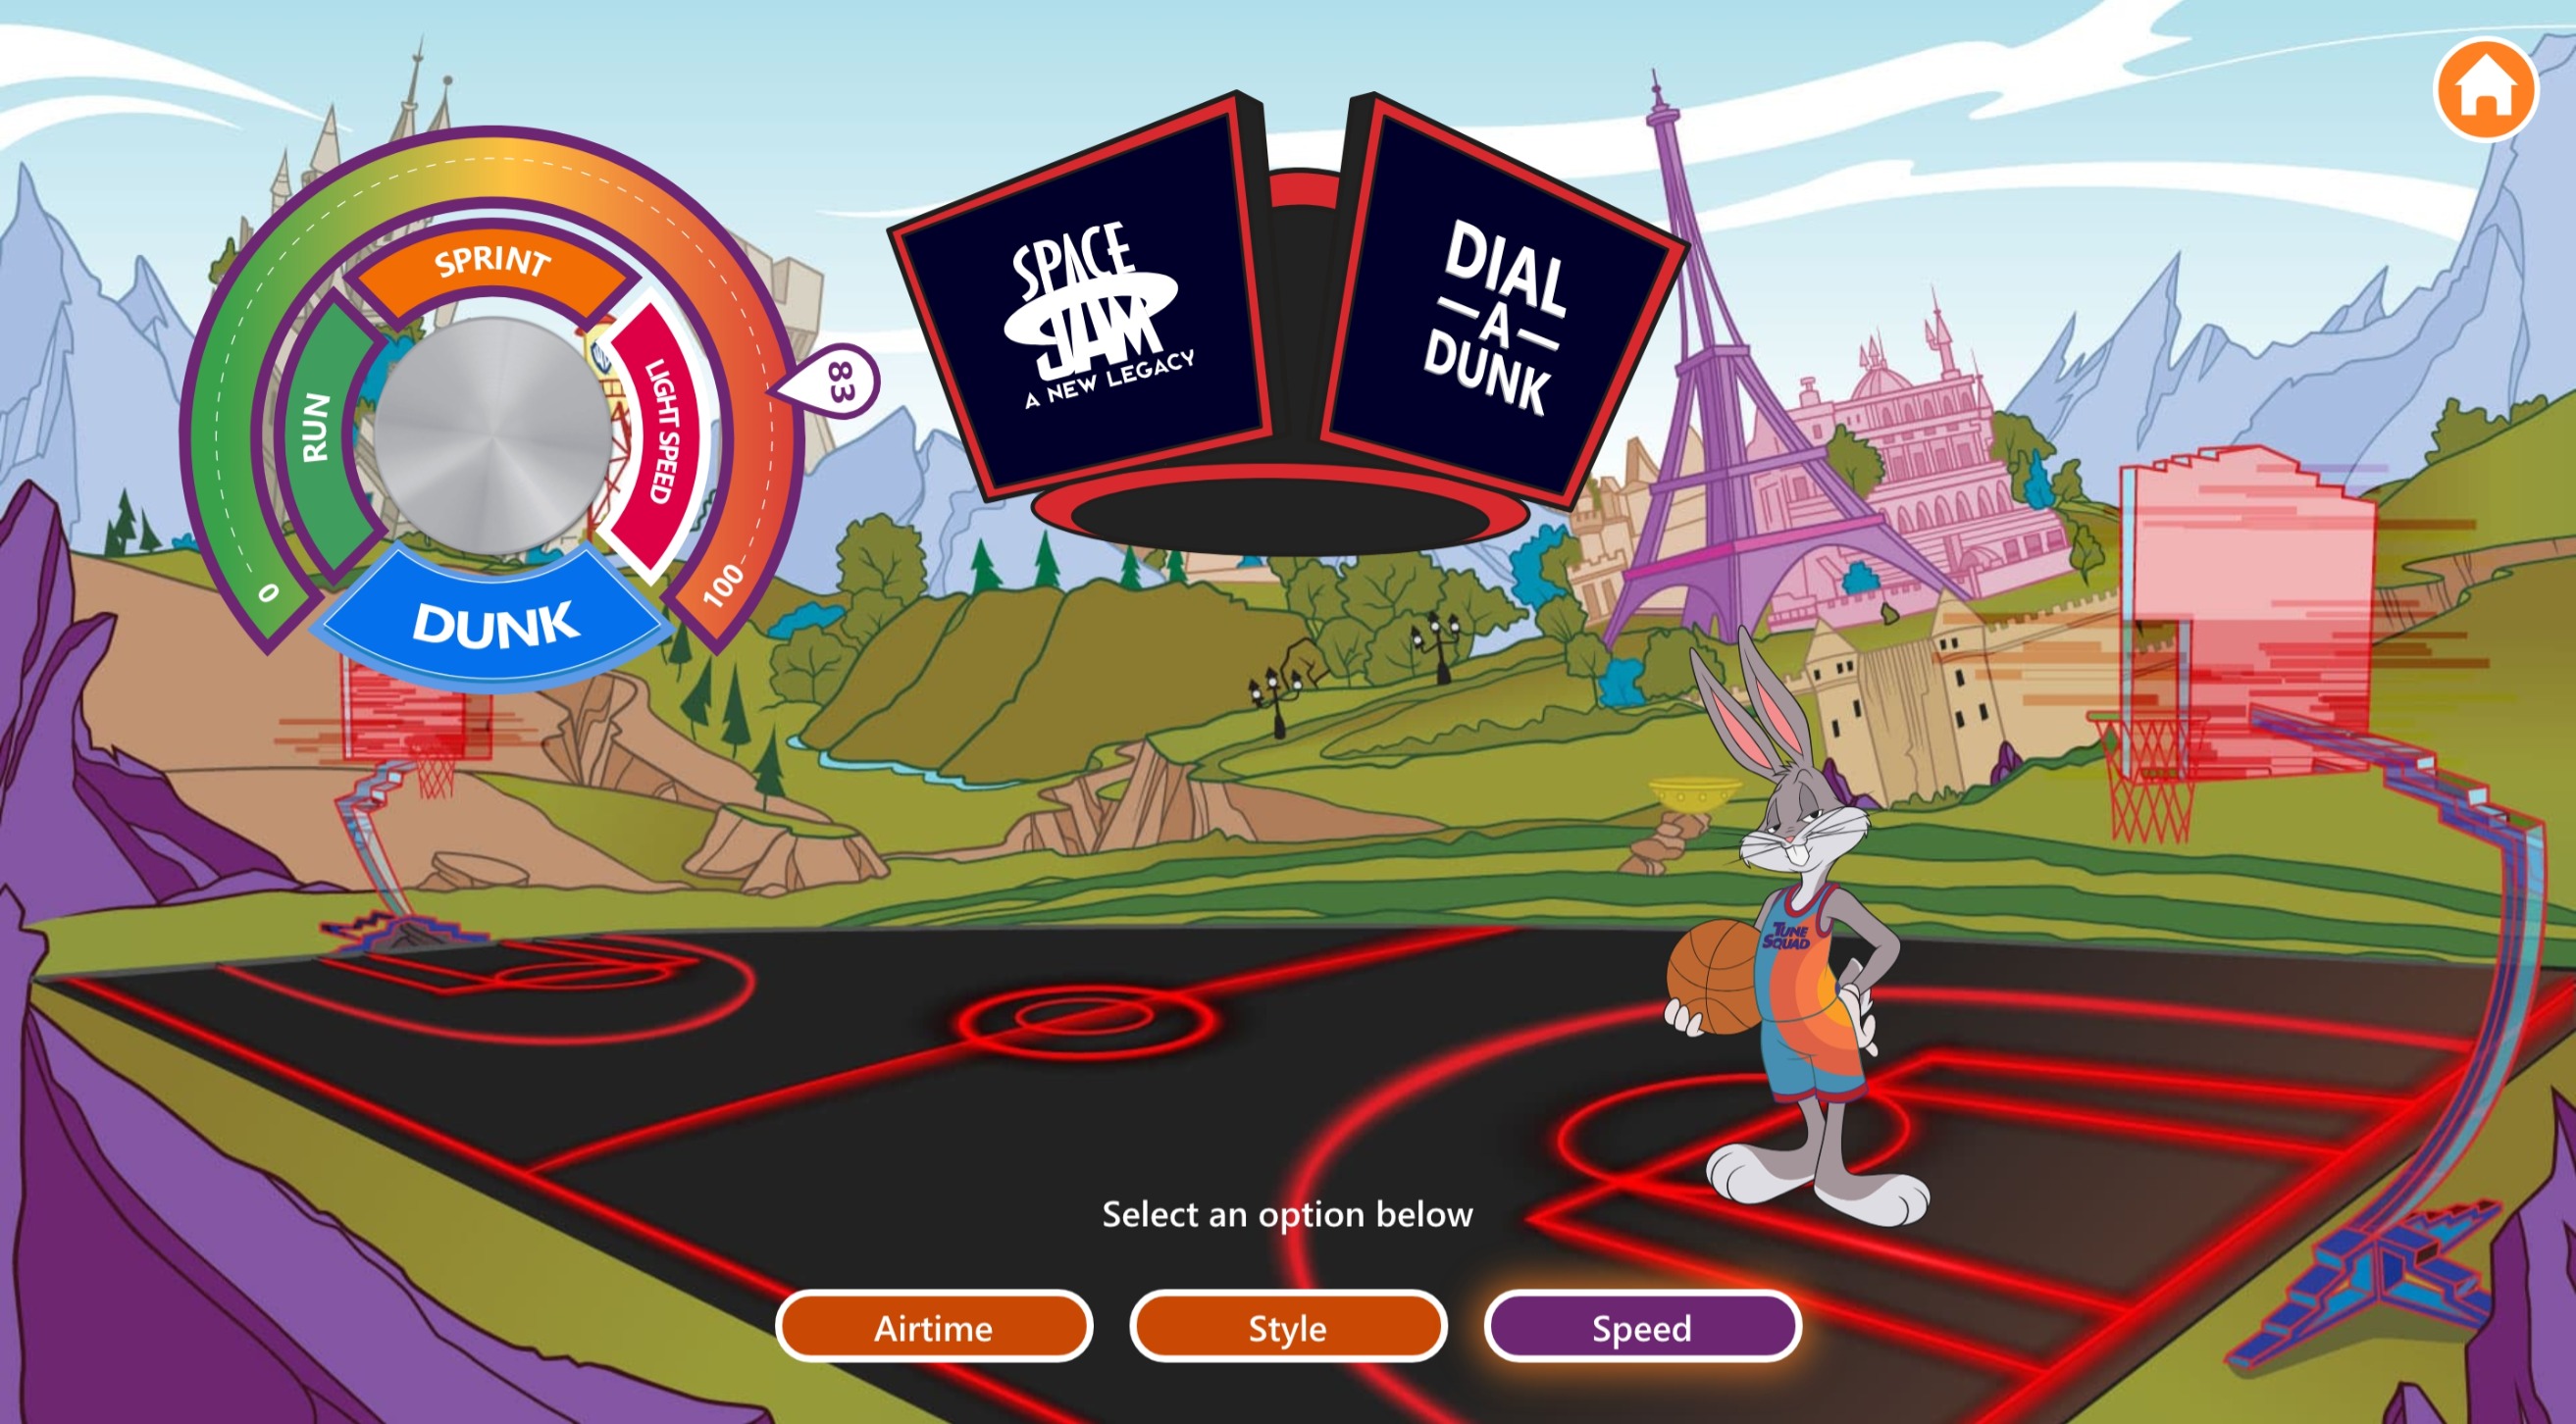 SPRINT
RUN
LIGHT SPEED
DUNK
0
100
83
SPACE
JAM
A NEW LEGACY
DIAL
—A—
DUNK
TUNE
SQUAD
Select an option below
Airtime
Style
Speed